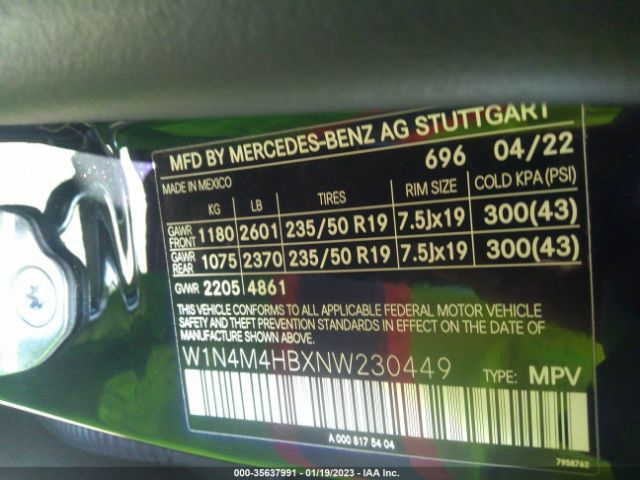 MFD BY MERCEDES-BENZ AG STUTTGART
696 04/22
MADE IN MEXICO
KG LB TIRES RIM SIZE COLD KPA (PSI)
GAWR FRONT 1180 2601 235/50 R19 7.5Jx19 300(43)
GAWR REAR 1075 2370 235/50 R19 7.5Jx19 300(43)
GVWR 2205 4861
THIS VEHICLE CONFORMS TO ALL APPLICABLE FEDERAL MOTOR VEHICLE
SAFETY AND THEFT PREVENTION STANDARDS IN EFFECT ON THE DATE OF
MANUFACTURE SHOWN ABOVE.
W1N4M4HBXNW230449 TYPE: MPV
A 000 817 54 04
7958762
000-35637991 - 01/19/2023 - IAA Inc.